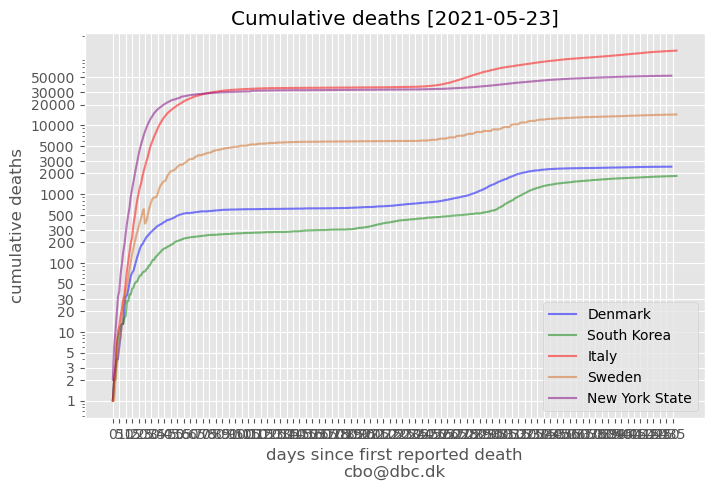 Cumulative deaths [2021-05-23]
cumulative deaths
50000
30000
20000
10000
5000
3000
2000
1000
500
300
200
100
50
30
20
10
5
3
2
1
Denmark
South Korea
Italy
Sweden
New York State
days since first reported death
cbo@dbc.dk